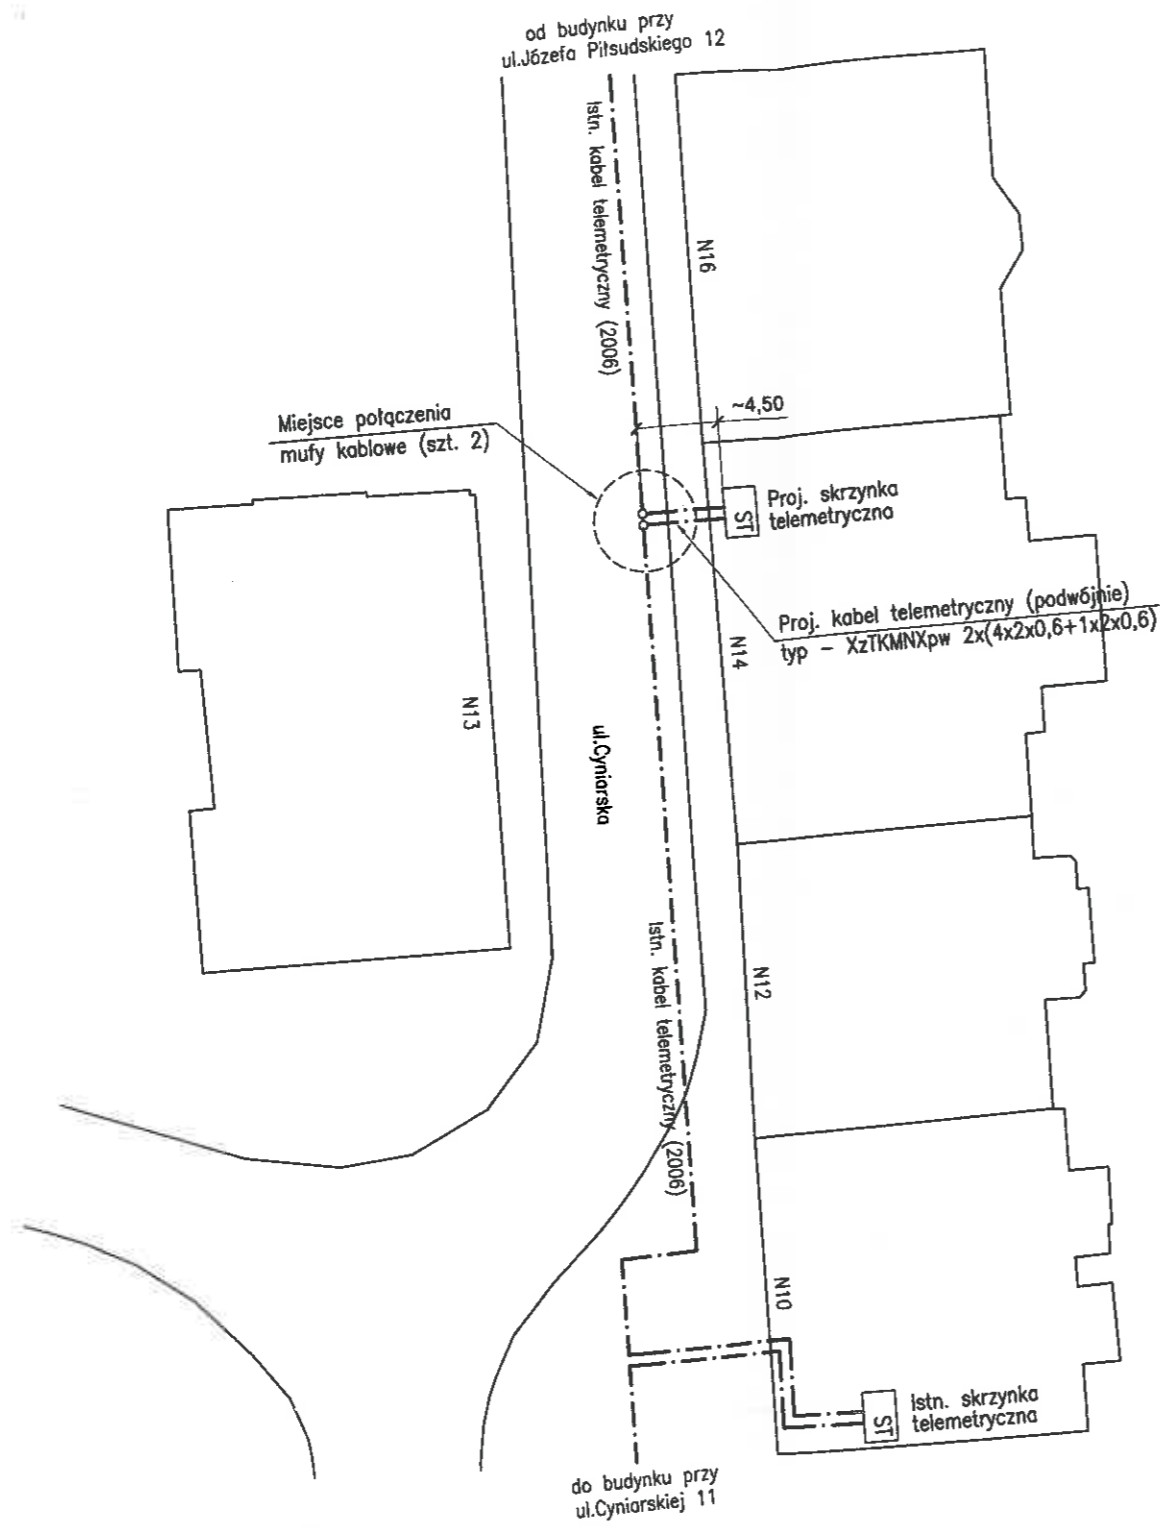 od budynku przy
ul.Józefa Piłsudskiego 12
Istn. kabel telemetryczny (2006)
N16
~4,50
Miejsce połączenia
mufy kablowe (szt. 2)
ST
Proj. skrzynka
telemetryczna
Proj. kabel telemetryczny (podwójnie)
typ - XzTKMNXpw 2x(4x2x0,6+1x2x0,6)
N14
N13
ul.Cyniarska
Istn. kabel telemetryczny (2006)
N12
N10
ST
Istn. skrzynka
telemetryczna
do budynku przy
ul.Cyniarskiej 11